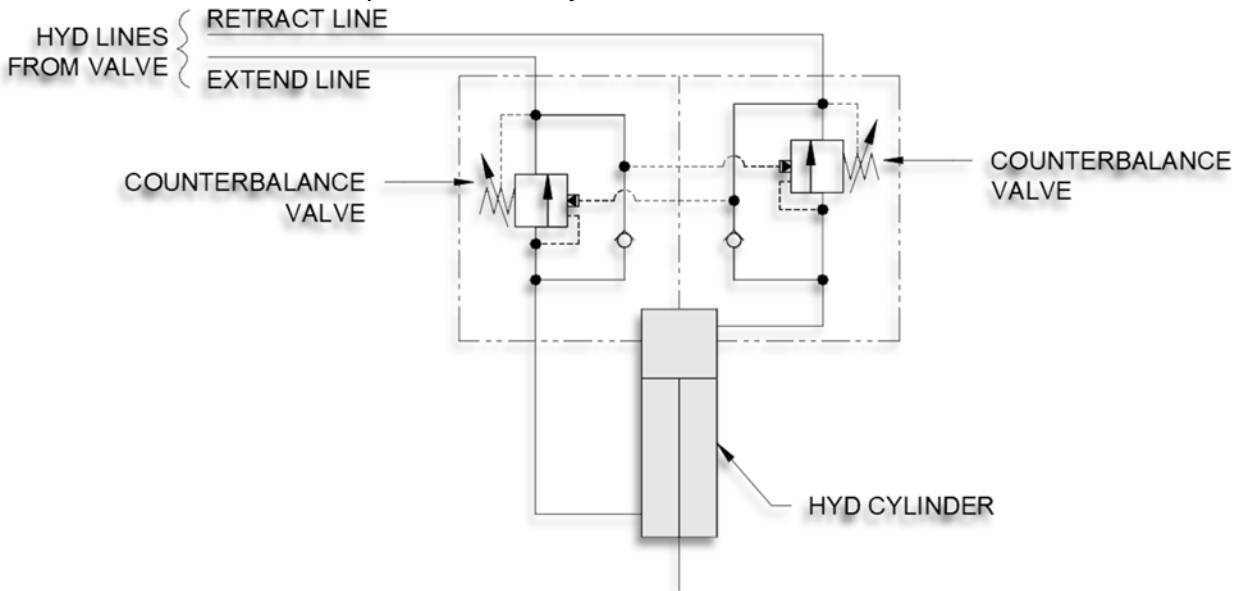 RETRACT LINE
HYD LINES
FROM VALVE
EXTEND LINE
COUNTERBALANCE
VALVE
COUNTERBALANCE
VALVE
HYD CYLINDER